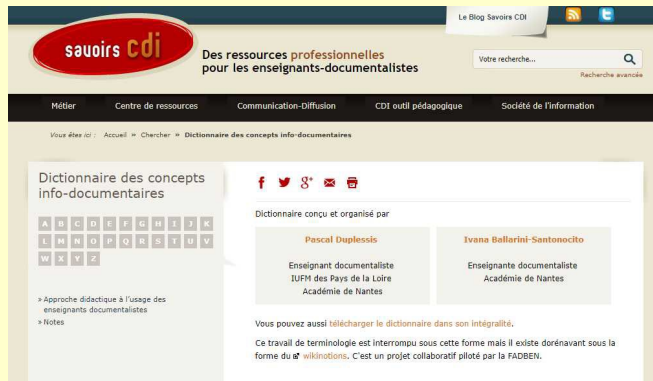 Le Blog Savoirs CDI
savoirs cdi
Des ressources professionnelles
pour les enseignants-documentalistes
Votre recherche...
Recherche avancée
Métier Centre de ressources Communication-Diffusion CDI outil pédagogique Société de l'information
Vous êtes ici : Accueil » Chercher » Dictionnaire des concepts info-documentaires
Dictionnaire des concepts
info-documentaires
A B C D E F G H I J K
L M N O P Q R S T U V
W X Y Z
» Approche didactique à l'usage des
enseignants documentalistes
» Notes
Dictionnaire conçu et organisé par
Pascal Duplessis
Enseignant documentaliste
IUFM des Pays de la Loire
Académie de Nantes
Ivana Ballarini-Santonocito
Enseignante documentaliste
Académie de Nantes
Vous pouvez aussi télécharger le dictionnaire dans son intégralité.
Ce travail de terminologie est interrompu sous cette forme mais il existe dorénavant sous la
forme du wikinotions. C'est un projet collaboratif piloté par la FADBEN.